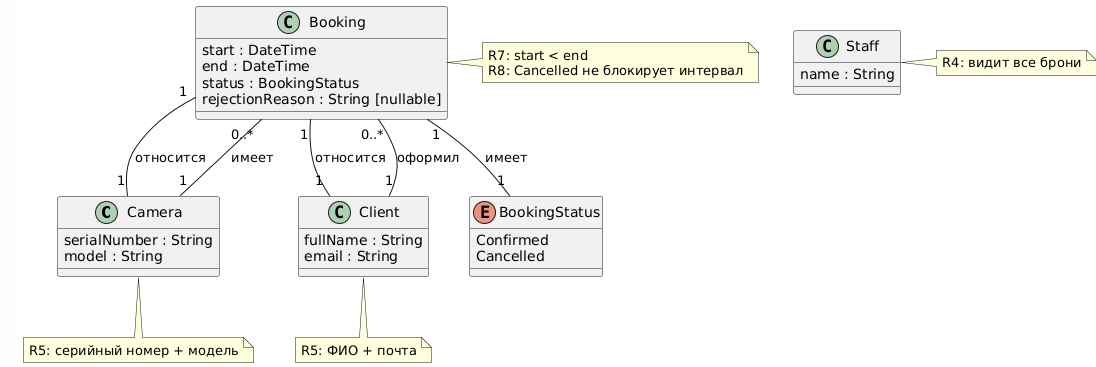 C Booking
start : DateTime
end : DateTime
status : BookingStatus
rejectionReason : String [nullable]
R7: start < end
R8: Cancelled не блокирует интервал
C Staff
name : String
R4: видит все брони
1
0..*
1
0..*
1
относится
имеет
относится
оформил
имеет
1
1
1
1
1
C Camera
serialNumber : String
model : String
C Client
fullName : String
email : String
E BookingStatus
Confirmed
Cancelled
R5: серийный номер + модель
R5: ФИО + почта